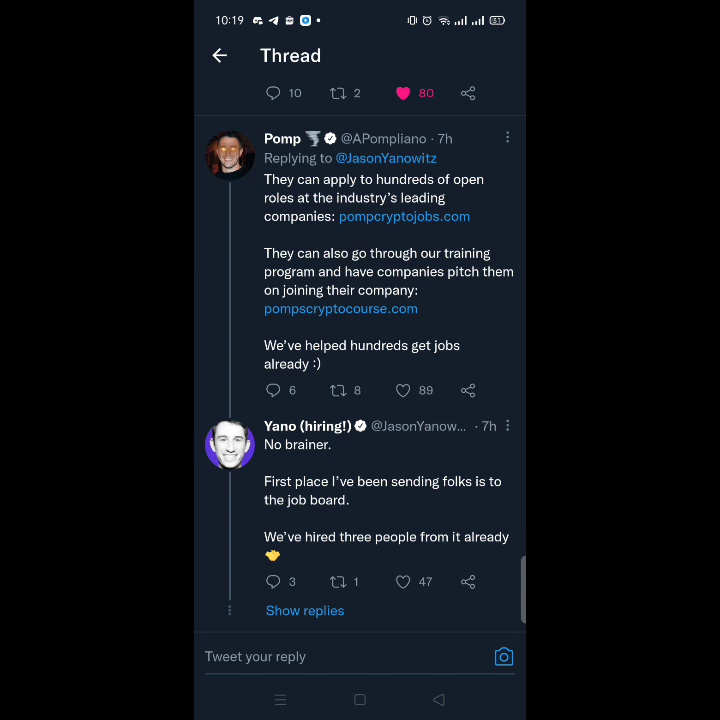 10:19
51
Thread
10 2 80
Pomp @APompliano · 7h
Replying to @JasonYanowitz
They can apply to hundreds of open
roles at the industry's leading
companies: pompcryptojobs.com
They can also go through our training
program and have companies pitch them
on joining their company:
pompscryptocourse.com
We've helped hundreds get jobs
already :)
6 8 89
Yano (hiring!) @JasonYanow... · 7h
No brainer.
First place I've been sending folks is to
the job board.
We've hired three people from it already
3 1 47
Show replies
Tweet your reply